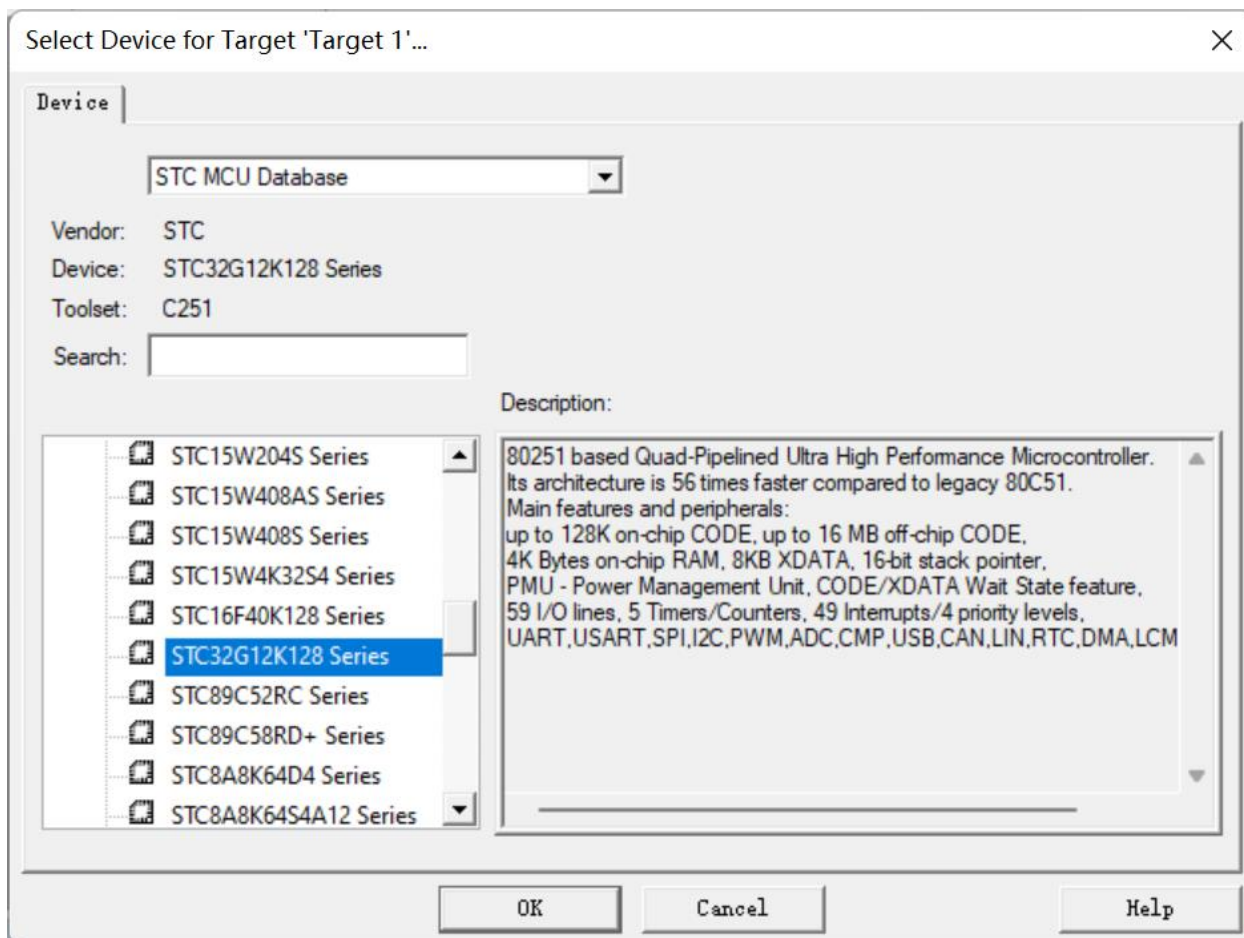 Select Device for Target 'Target 1'...
Device
STC MCU Database
Vendor: STC
Device: STC32G12K128 Series
Toolset: C251
Search:
Description:
STC15W204S Series
STC15W408AS Series
STC15W408S Series
STC15W4K32S4 Series
STC16F40K128 Series
STC32G12K128 Series
STC89C52RC Series
STC89C58RD+ Series
STC8A8K64D4 Series
STC8A8K64S4A12 Series
80251 based Quad-Pipelined Ultra High Performance Microcontroller.
Its architecture is 56 times faster compared to legacy 80C51.
Main features and peripherals:
up to 128K on-chip CODE, up to 16 MB off-chip CODE,
4K Bytes on-chip RAM, 8KB XDATA, 16-bit stack pointer,
PMU - Power Management Unit, CODE/XDATA Wait State feature,
59 I/O lines, 5 Timers/Counters, 49 Interrupts/4 priority levels,
UART,USART,SPI,I2C,PWM,ADC,CMP,USB,CAN,LIN,RTC,DMA,LCM
OK
Cancel
Help